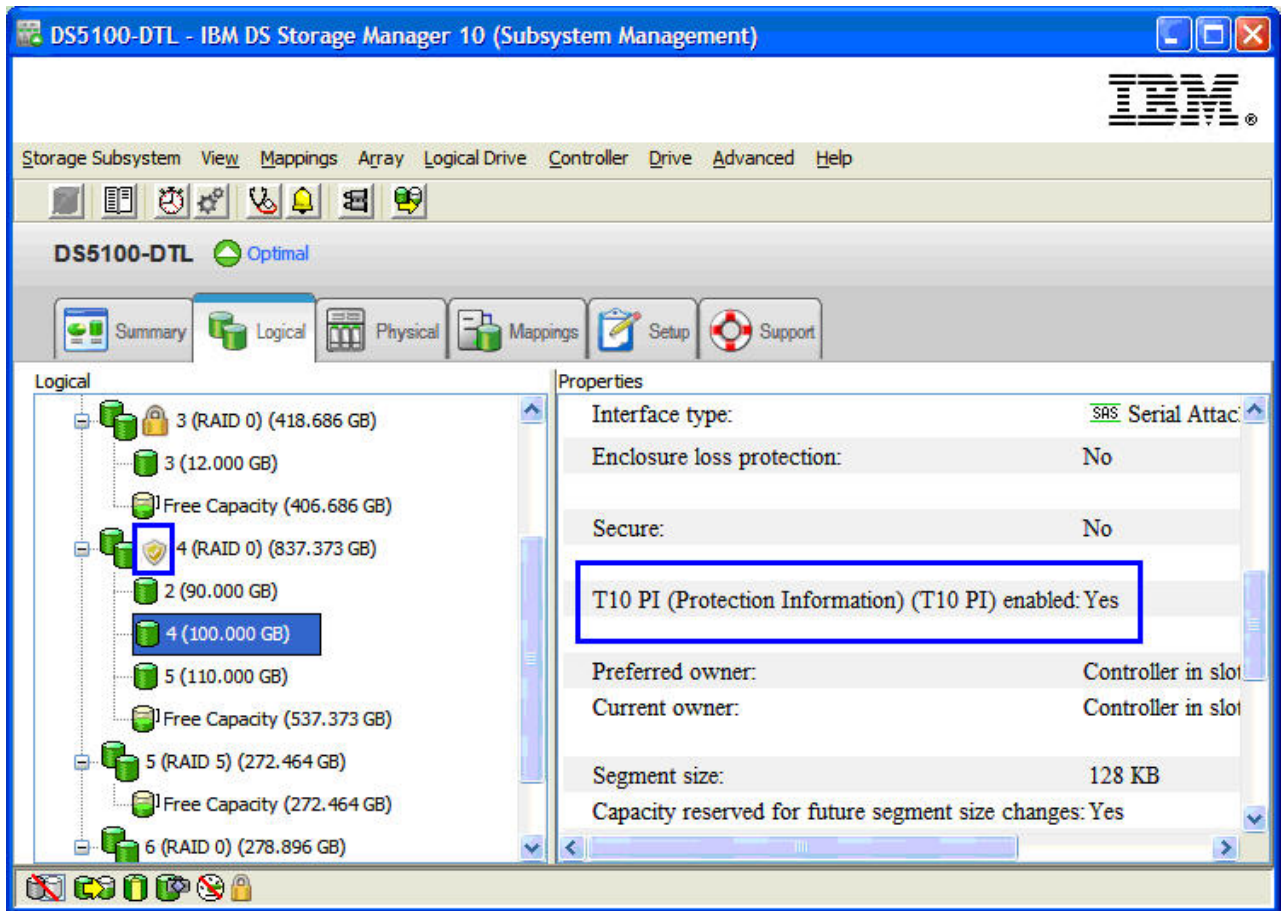 DS5100-DTL - IBM DS Storage Manager 10 (Subsystem Management)
IBM®
Storage Subsystem View Mappings Array Logical Drive Controller Drive Advanced Help
DS5100-DTL Optimal
Summary Logical Physical Mappings Setup Support
Logical
3 (RAID 0) (418.686 GB)
3 (12.000 GB)
Free Capacity (406.686 GB)
4 (RAID 0) (837.373 GB)
2 (90.000 GB)
4 (100.000 GB)
5 (110.000 GB)
Free Capacity (537.373 GB)
5 (RAID 5) (272.464 GB)
Free Capacity (272.464 GB)
6 (RAID 0) (278.896 GB)
Properties
Interface type: SAS Serial Attac
Enclosure loss protection: No
Secure: No
T10 PI (Protection Information) (T10 PI) enabled: Yes
Preferred owner: Controller in slot
Current owner: Controller in slot
Segment size: 128 KB
Capacity reserved for future segment size changes: Yes